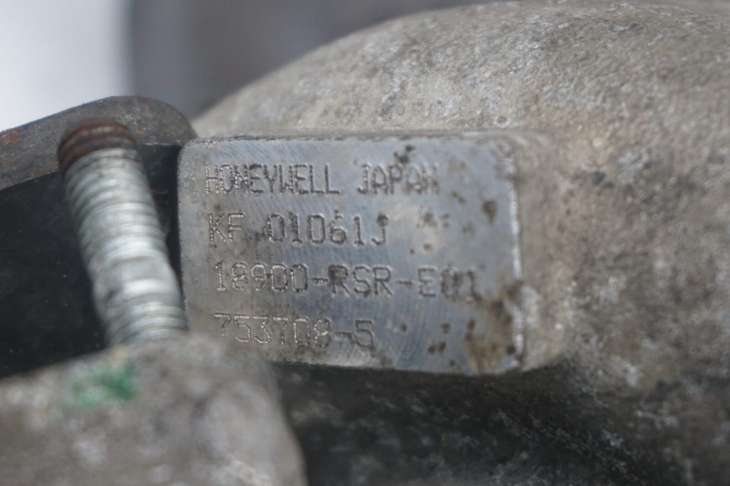 HONEYWELL JAPAN
KF 01061J
18900-RSR-E01
753708-5